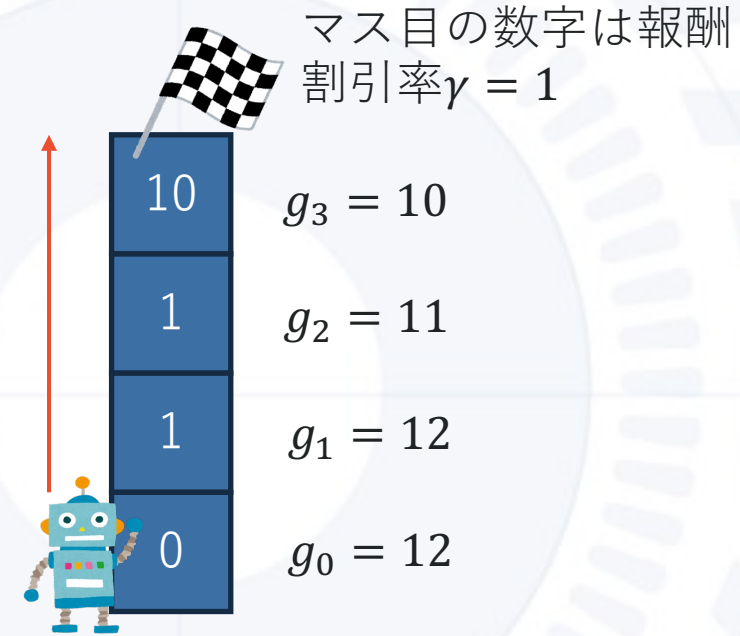 マス目の数字は報酬
割引率γ = 1
10
g₃ = 10
1
g₂ = 11
1
g₁ = 12
0
g₀ = 12